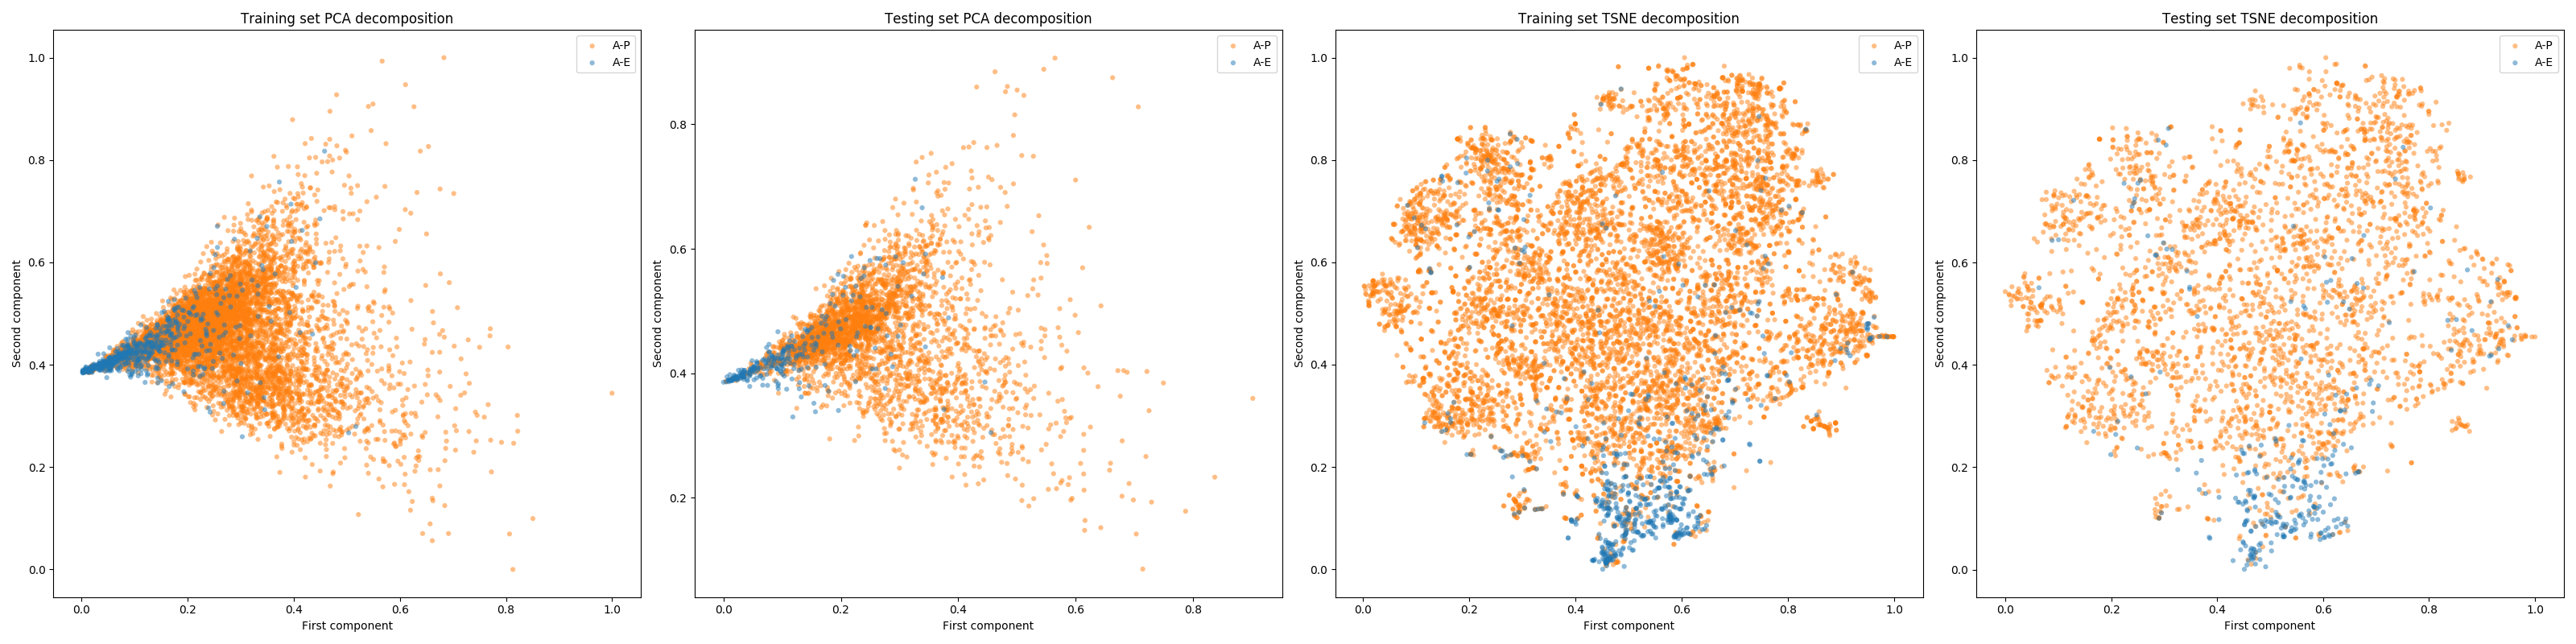 Training set PCA decomposition
A-P
A-E
1.0
0.8
0.6
0.4
0.2
0.0
Second component
0.0 0.2 0.4 0.6 0.8 1.0
First component
Testing set PCA decomposition
A-P
A-E
0.8
0.6
0.4
0.2
Second component
0.0 0.2 0.4 0.6 0.8
First component
Training set TSNE decomposition
A-P
A-E
1.0
0.8
0.6
0.4
0.2
0.0
Second component
0.0 0.2 0.4 0.6 0.8 1.0
First component
Testing set TSNE decomposition
A-P
A-E
1.0
0.8
0.6
0.4
0.2
0.0
Second component
0.0 0.2 0.4 0.6 0.8 1.0
First component